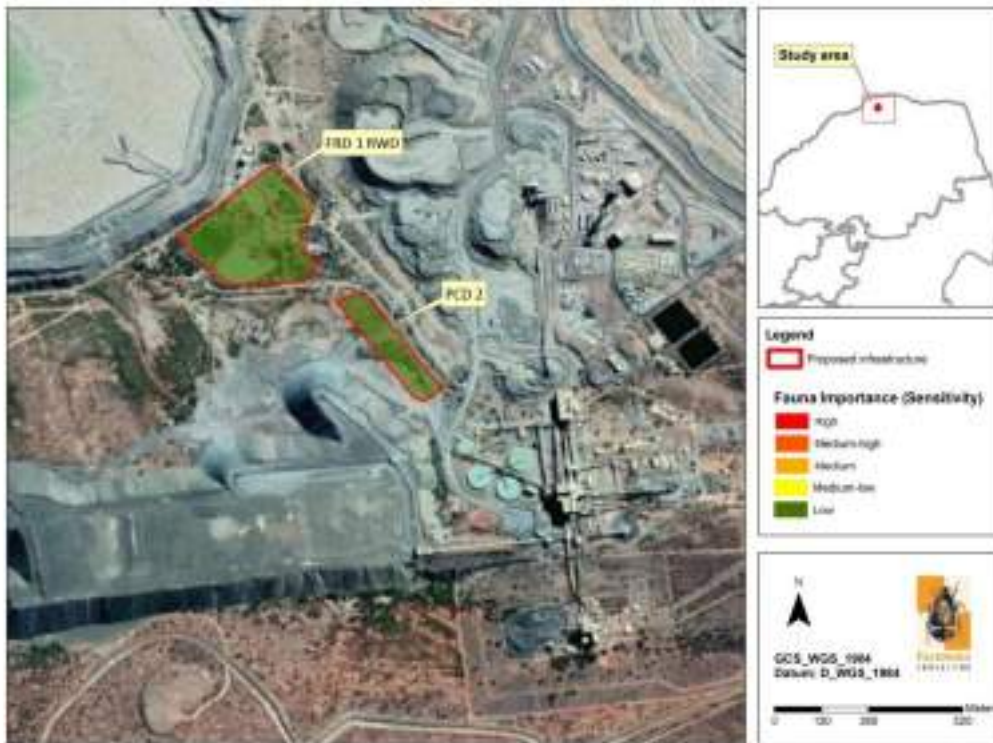 FRD 1 RWD
PCD 2
Study area
Legend
Proposed infrastructure
Fauna Importance (Sensitivity)
High
Medium-high
Medium
Medium-low
Low
N
GCS_WGS_1984
Datum: D_WGS_1984
0